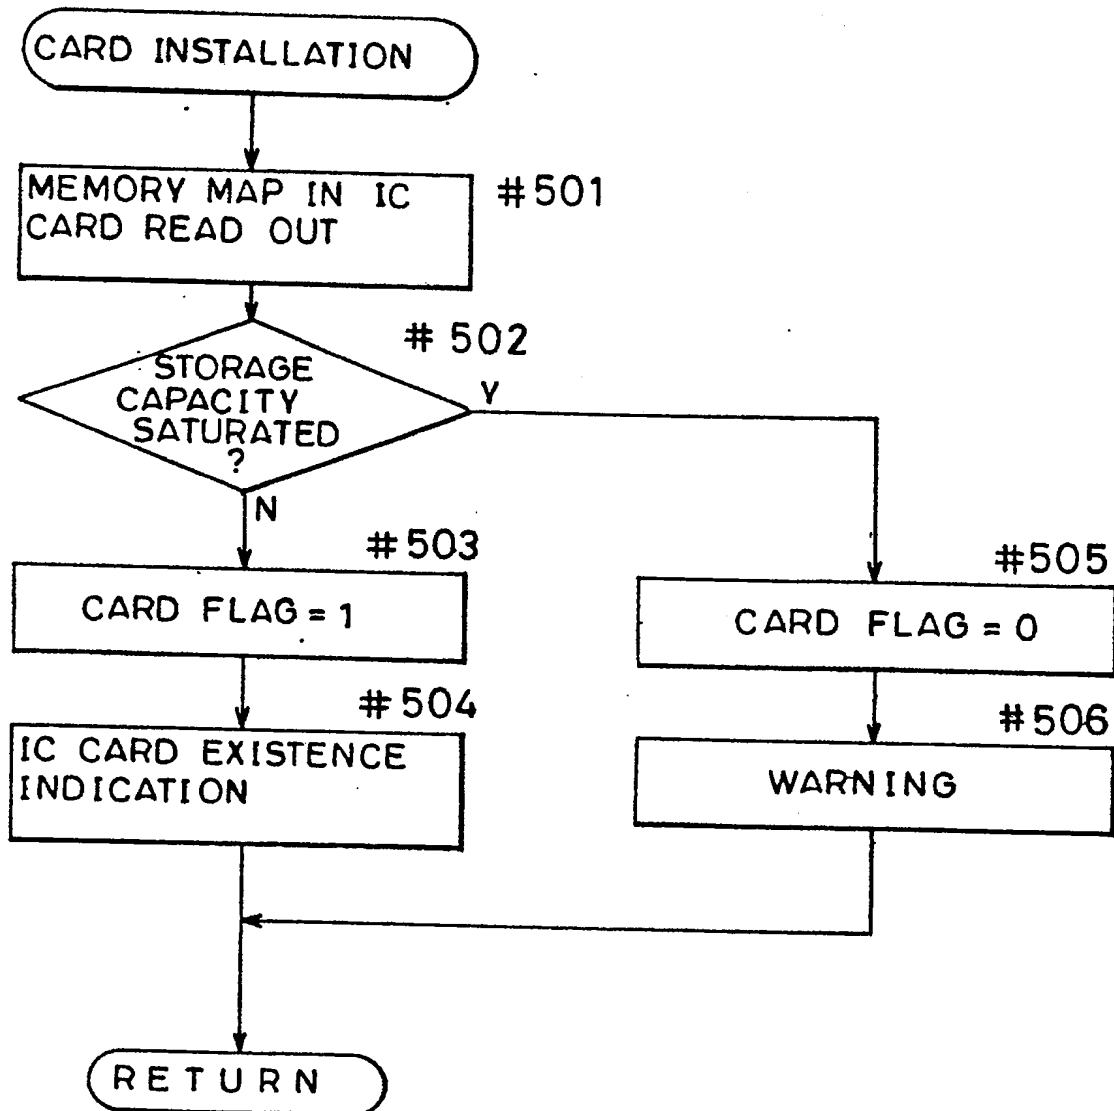 CARD INSTALLATION
MEMORY MAP IN IC
CARD READ OUT
#501
#502
STORAGE
CAPACITY
SATURATED
?
Y
N
#503
CARD FLAG = 1
#504
IC CARD EXISTENCE
INDICATION
#505
CARD FLAG = 0
#506
WARNING
RETURN